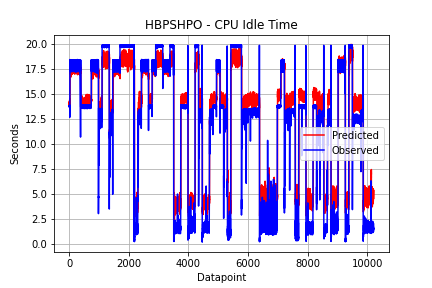 HBPSHPO - CPU Idle Time
20.0
17.5
15.0
12.5
10.0
7.5
5.0
2.5
0.0
Seconds
Predicted
Observed
0 2000 4000 6000 8000 10000
Datapoint